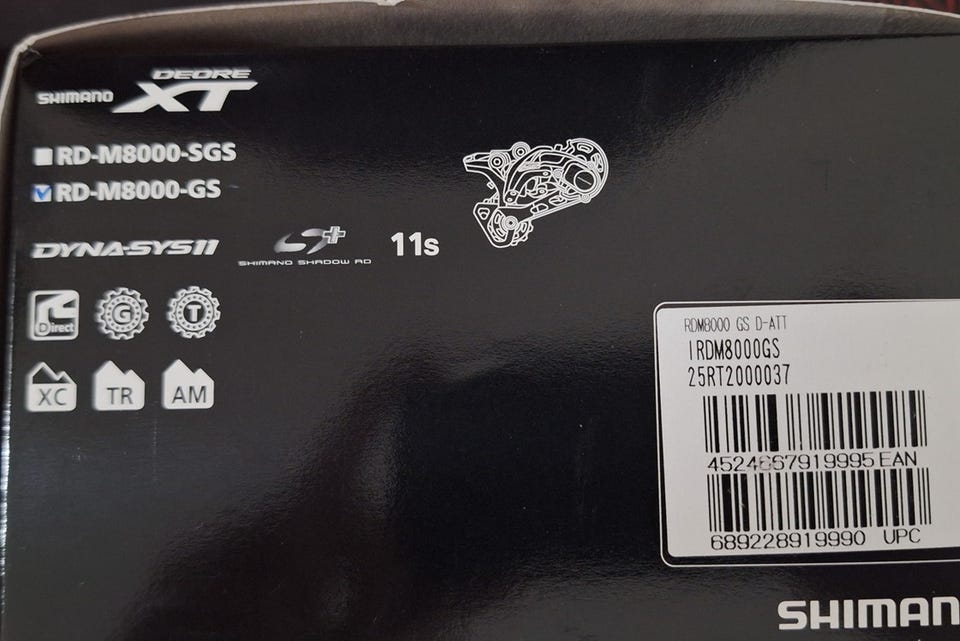 SHIMANO DEORE XT
RD-M8000-SGS
RD-M8000-GS
DYNA-SYS11
S+
SHIMANO SHADOW RD
11s
Direct
G
T
XC
TR
AM
RDM8000 GS D-ATT
IRDM8000GS
25RT2000037
4524667919995 EAN
689228919990 UPC
SHIMAN